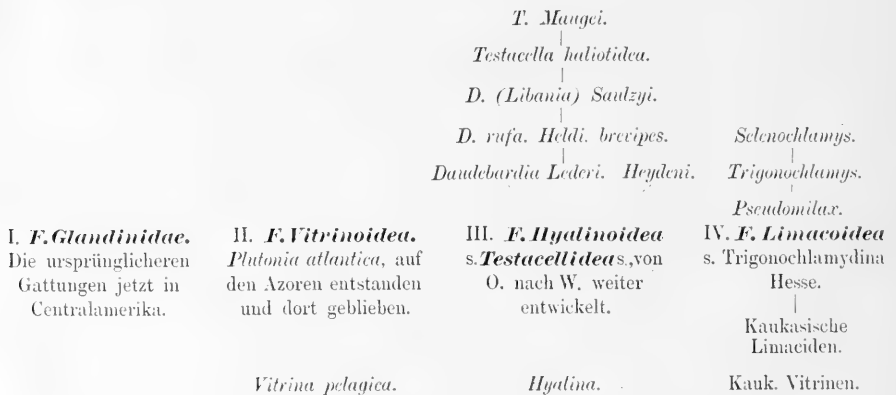 T. Maugei.
Testacella haliotidea.
D. (Libania) Saulzyi.
D. rufa. Heldi. brevipes.
Daudebardia Lederi. Heydeni.
Selenochlamys.
Trigonochlamys.
Pseudomilax.
I. F. Glandinidae.
Die ursprünglicheren
Gattungen jetzt in
Centralamerika.
II. F. Vitrinoidea.
Plutonia atlantica, auf
den Azoren entstanden
und dort geblieben.
III. F. Hyalinoidea
s. Testacellidea s., von
O. nach W. weiter
entwickelt.
IV. F. Limacoidea
s. Trigonochlamydina
Hesse.
Kaukasische
Limaciden.
Vitrina pelagica.
Hyalina.
Kauk. Vitrinen.